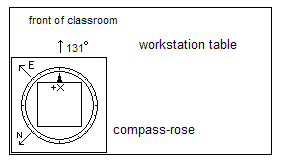 front of classroom
↑ 131°
workstation table
E
+X
N
compass-rose